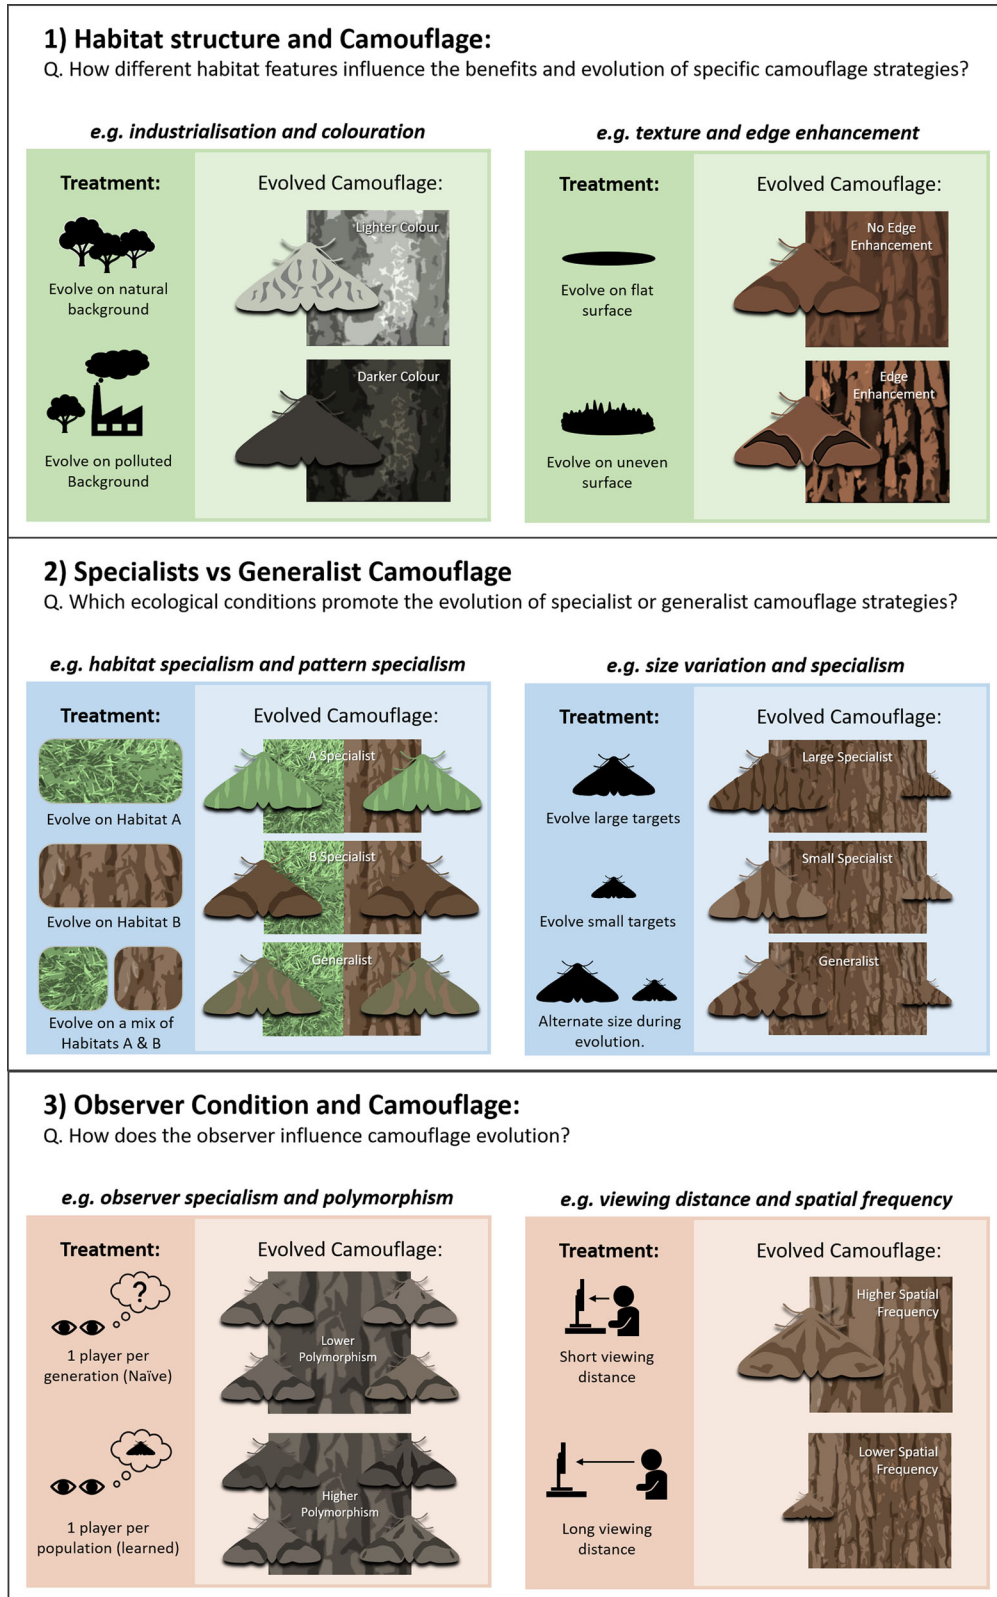 1) Habitat structure and Camouflage:
Q. How different habitat features influence the benefits and evolution of specific camouflage strategies?
e.g. industrialisation and colouration
Treatment:
Evolved Camouflage:
Evolve on natural
background
Lighter Colour
Evolve on polluted
Background
Darker Colour
e.g. texture and edge enhancement
Treatment:
Evolved Camouflage:
Evolve on flat
surface
No Edge
Enhancement
Evolve on uneven
surface
Edge
Enhancement
2) Specialists vs Generalist Camouflage
Q. Which ecological conditions promote the evolution of specialist or generalist camouflage strategies?
e.g. habitat specialism and pattern specialism
Treatment:
Evolved Camouflage:
Evolve on Habitat A
A Specialist
Evolve on Habitat B
B Specialist
Evolve on a mix of
Habitats A & B
Generalist
e.g. size variation and specialism
Treatment:
Evolved Camouflage:
Evolve large targets
Large Specialist
Evolve small targets
Small Specialist
Alternate size during
evolution.
Generalist
3) Observer Condition and Camouflage:
Q. How does the observer influence camouflage evolution?
e.g. observer specialism and polymorphism
Treatment:
Evolved Camouflage:
?
1 player per
generation (Naïve)
Lower
Polymorphism
1 player per
population (learned)
Higher
Polymorphism
e.g. viewing distance and spatial frequency
Treatment:
Evolved Camouflage:
Short viewing
distance
Higher Spatial
Frequency
Long viewing
distance
Lower Spatial
Frequency